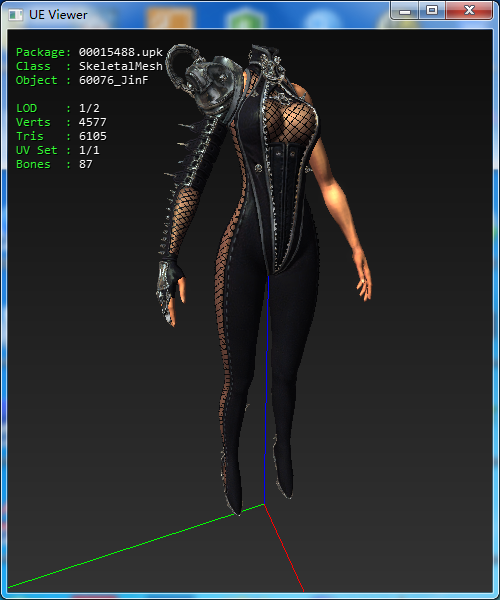 UE Viewer
Package: 00015488.upk
Class : SkeletalMesh
Object : 60076_JinF
LOD : 1/2
Verts : 4577
Tris : 6105
UV Set : 1/1
Bones : 87